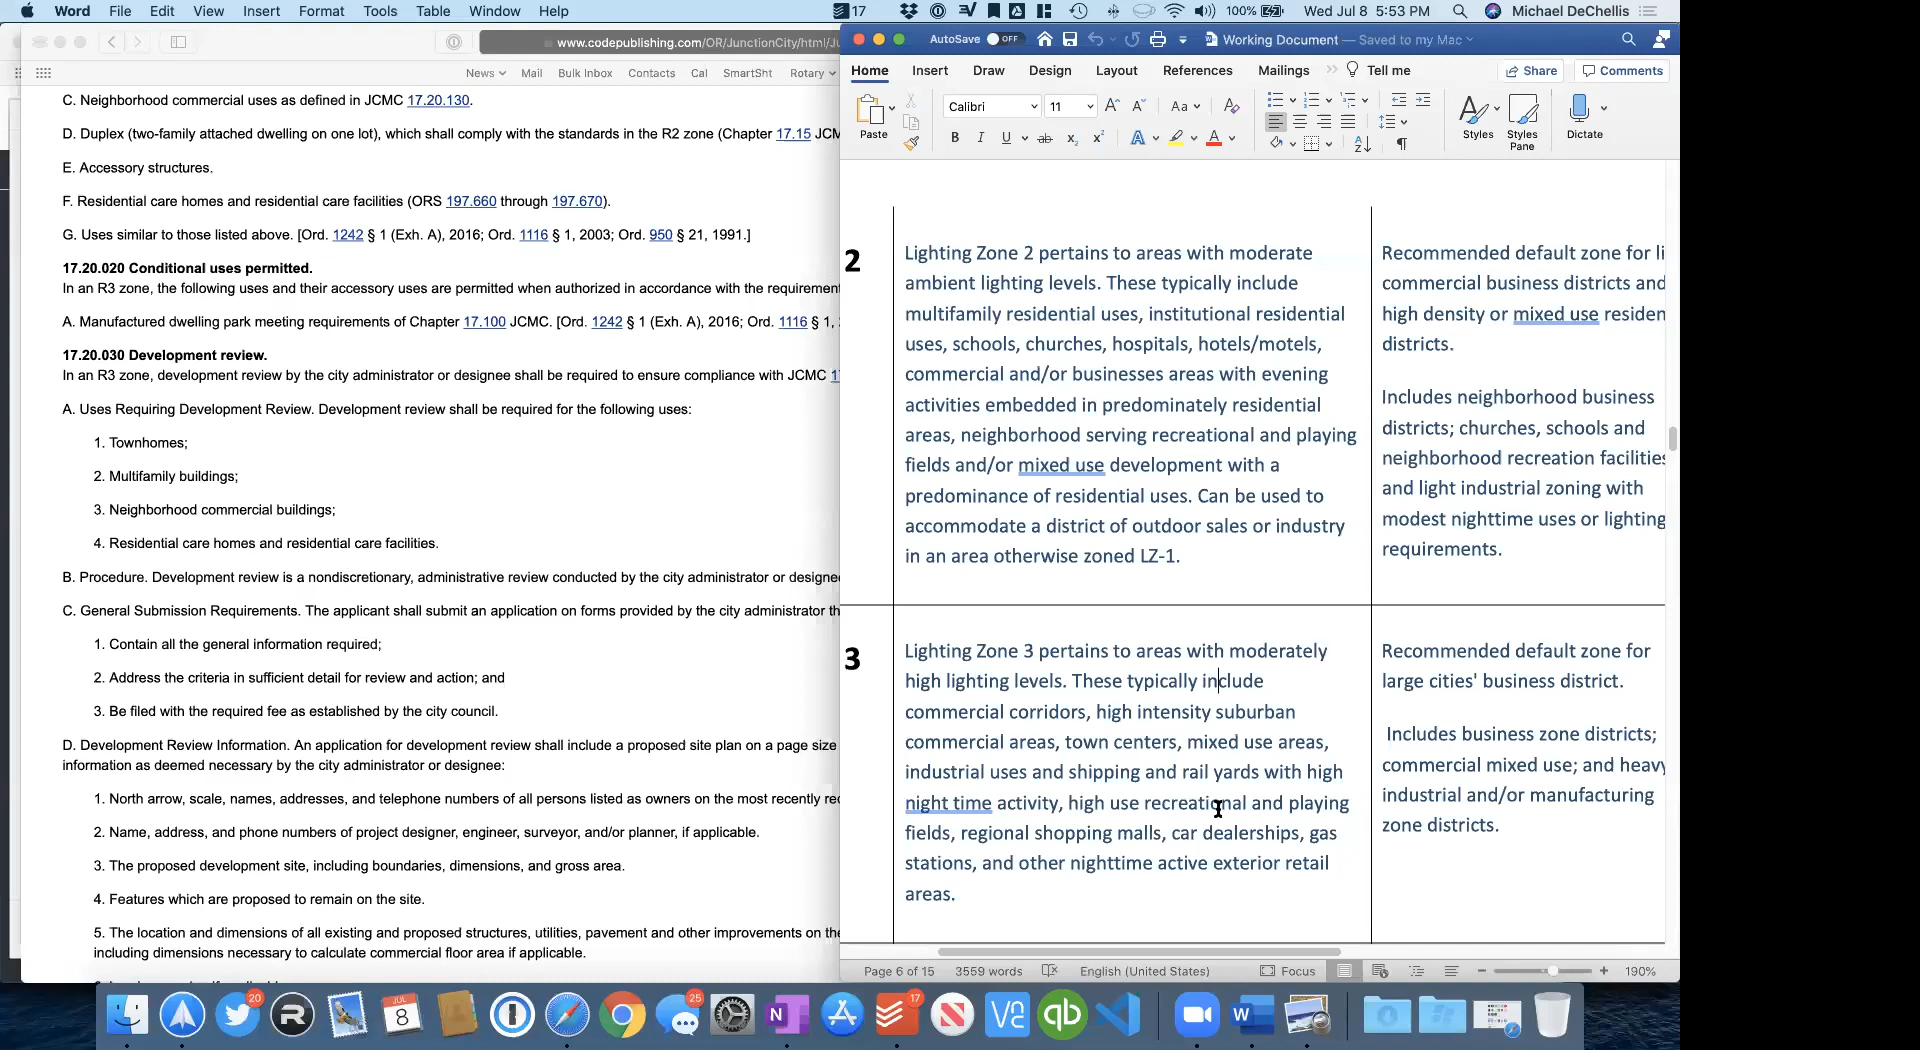 Word File Edit View Insert Format Tools Table Window Help 17 100% Wed Jul 8 5:53 PM Michael DeChellis
www.codepublishing.com/OR/JunctionCity/html/J
News Mail Bulk Inbox Contacts Cal SmartSht Rotary
C. Neighborhood commercial uses as defined in JCMC 17.20.130.
D. Duplex (two-family attached dwelling on one lot), which shall comply with the standards in the R2 zone (Chapter 17.15 JCM
E. Accessory structures.
F. Residential care homes and residential care facilities (ORS 197.660 through 197.670).
G. Uses similar to those listed above. [Ord. 1242 § 1 (Exh. A), 2016; Ord. 1116 § 1, 2003; Ord. 950 § 21, 1991.]
17.20.020 Conditional uses permitted.
In an R3 zone, the following uses and their accessory uses are permitted when authorized in accordance with the requirement
A. Manufactured dwelling park meeting requirements of Chapter 17.100 JCMC. [Ord. 1242 § 1 (Exh. A), 2016; Ord. 1116 § 1,
17.20.030 Development review.
In an R3 zone, development review by the city administrator or designee shall be required to ensure compliance with JCMC 1
A. Uses Requiring Development Review. Development review shall be required for the following uses:
1. Townhomes;
2. Multifamily buildings;
3. Neighborhood commercial buildings;
4. Residential care homes and residential care facilities.
B. Procedure. Development review is a nondiscretionary, administrative review conducted by the city administrator or designe
C. General Submission Requirements. The applicant shall submit an application on forms provided by the city administrator th
1. Contain all the general information required;
2. Address the criteria in sufficient detail for review and action; and
3. Be filed with the required fee as established by the city council.
D. Development Review Information. An application for development review shall include a proposed site plan on a page size
information as deemed necessary by the city administrator or designee:
1. North arrow, scale, names, addresses, and telephone numbers of all persons listed as owners on the most recently rec
2. Name, address, and phone numbers of project designer, engineer, surveyor, and/or planner, if applicable.
3. The proposed development site, including boundaries, dimensions, and gross area.
4. Features which are proposed to remain on the site.
5. The location and dimensions of all existing and proposed structures, utilities, pavement and other improvements on the
including dimensions necessary to calculate commercial floor area if applicable.
AutoSave OFF Working Document — Saved to my Mac
Home Insert Draw Design Layout References Mailings Tell me Share Comments
Paste Calibri 11 Styles Styles Pane Dictate
2
Lighting Zone 2 pertains to areas with moderate
ambient lighting levels. These typically include
multifamily residential uses, institutional residential
uses, schools, churches, hospitals, hotels/motels,
commercial and/or businesses areas with evening
activities embedded in predominately residential
areas, neighborhood serving recreational and playing
fields and/or mixed use development with a
predominance of residential uses. Can be used to
accommodate a district of outdoor sales or industry
in an area otherwise zoned LZ-1.
Recommended default zone for li
commercial business districts and
high density or mixed use residen
districts.
Includes neighborhood business
districts; churches, schools and
neighborhood recreation facilities
and light industrial zoning with
modest nighttime uses or lighting
requirements.
3
Lighting Zone 3 pertains to areas with moderately
high lighting levels. These typically include
commercial corridors, high intensity suburban
commercial areas, town centers, mixed use areas,
industrial uses and shipping and rail yards with high
night time activity, high use recreational and playing
fields, regional shopping malls, car dealerships, gas
stations, and other nighttime active exterior retail
areas.
Recommended default zone for
large cities' business district.
Includes business zone districts;
commercial mixed use; and heavy
industrial and/or manufacturing
zone districts.
Page 6 of 15 3559 words English (United States) Focus 190%
20 JUL 8 25 17